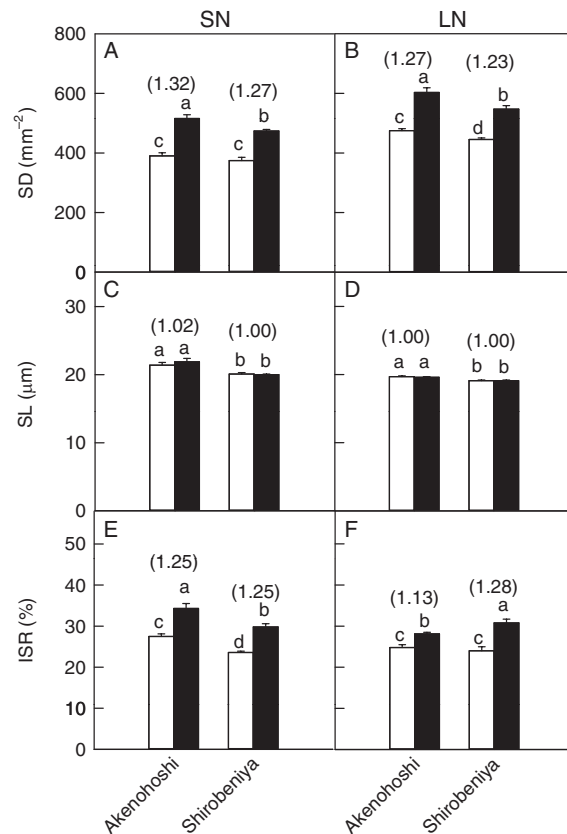 SN LN
A
B
800
600
400
200
0
SD (mm⁻²)
(1.32)
a
c
(1.27)
b
c
(1.27)
a
c
(1.23)
b
d
C
D
30
20
10
0
SL (μm)
(1.02)
a a
(1.00)
b b
(1.00)
a a
(1.00)
b b
E
F
50
40
30
20
10
0
ISR (%)
(1.25)
a
c
(1.25)
b
d
(1.13)
b
c
(1.28)
a
c
Akenohoshi
Shirobeniya
Akenohoshi
Shirobeniya